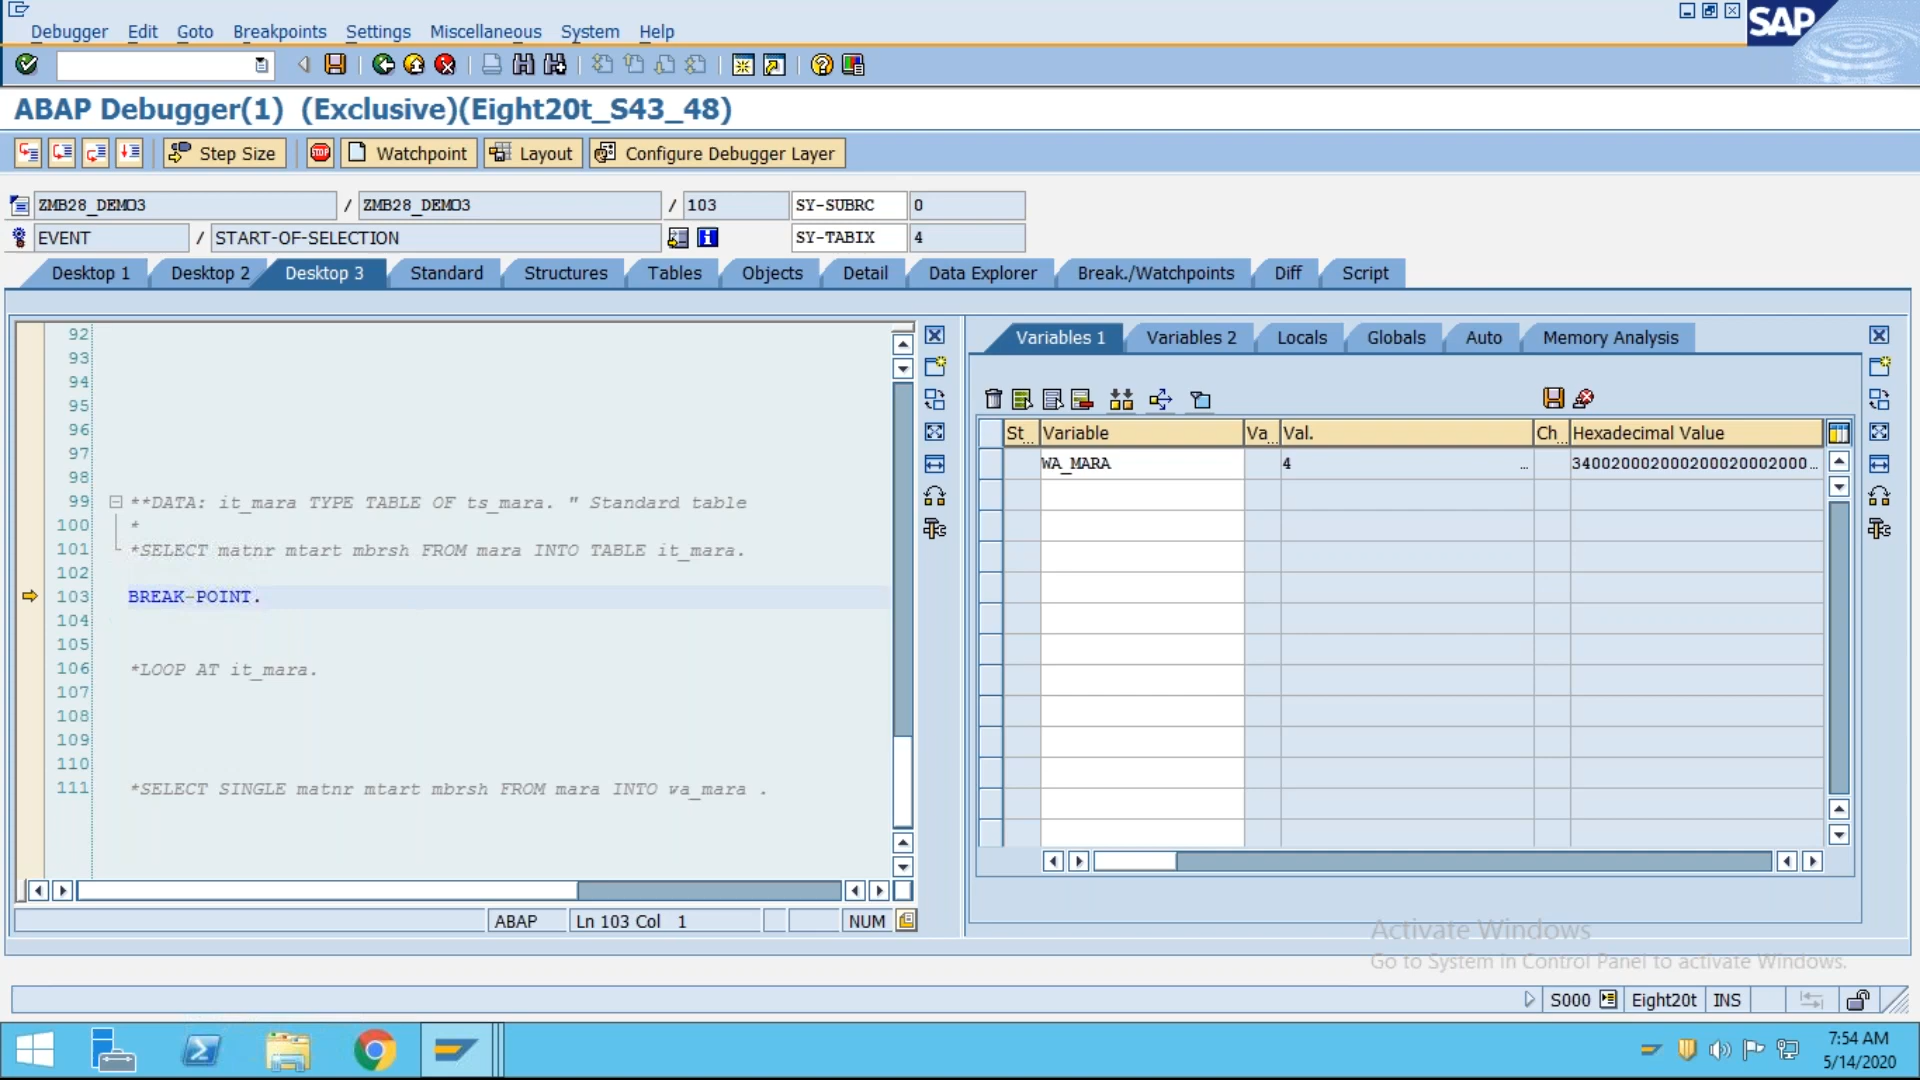 Debugger Edit Goto Breakpoints Settings Miscellaneous System Help
SAP
ABAP Debugger(1) (Exclusive)(Eight20t_S43_48)
Step Size STOP Watchpoint Layout Configure Debugger Layer
ZMB28_DEMO3 / ZMB28_DEMO3 / 103 SY-SUBRC 0
EVENT / START-OF-SELECTION SY-TABIX 4
Desktop 1 Desktop 2 Desktop 3 Standard Structures Tables Objects Detail Data Explorer Break./Watchpoints Diff Script
92
93
94
95
96
97
98
99 **DATA: it_mara TYPE TABLE OF ts_mara. " Standard table
100 *
101 *SELECT matnr mtart mbrsh FROM mara INTO TABLE it_mara.
102
103 BREAK-POINT.
104
105
106 *LOOP AT it_mara.
107
108
109
110
111 *SELECT SINGLE matnr mtart mbrsh FROM mara INTO wa_mara .
ABAP Ln 103 Col 1 NUM
Variables 1 Variables 2 Locals Globals Auto Memory Analysis
St... Variable Va... Val. Ch... Hexadecimal Value
WA_MARA 4 ... 340020002000200020002000...
Activate Windows
Go to System in Control Panel to activate Windows.
S000 Eight20t INS
7:54 AM
5/14/2020